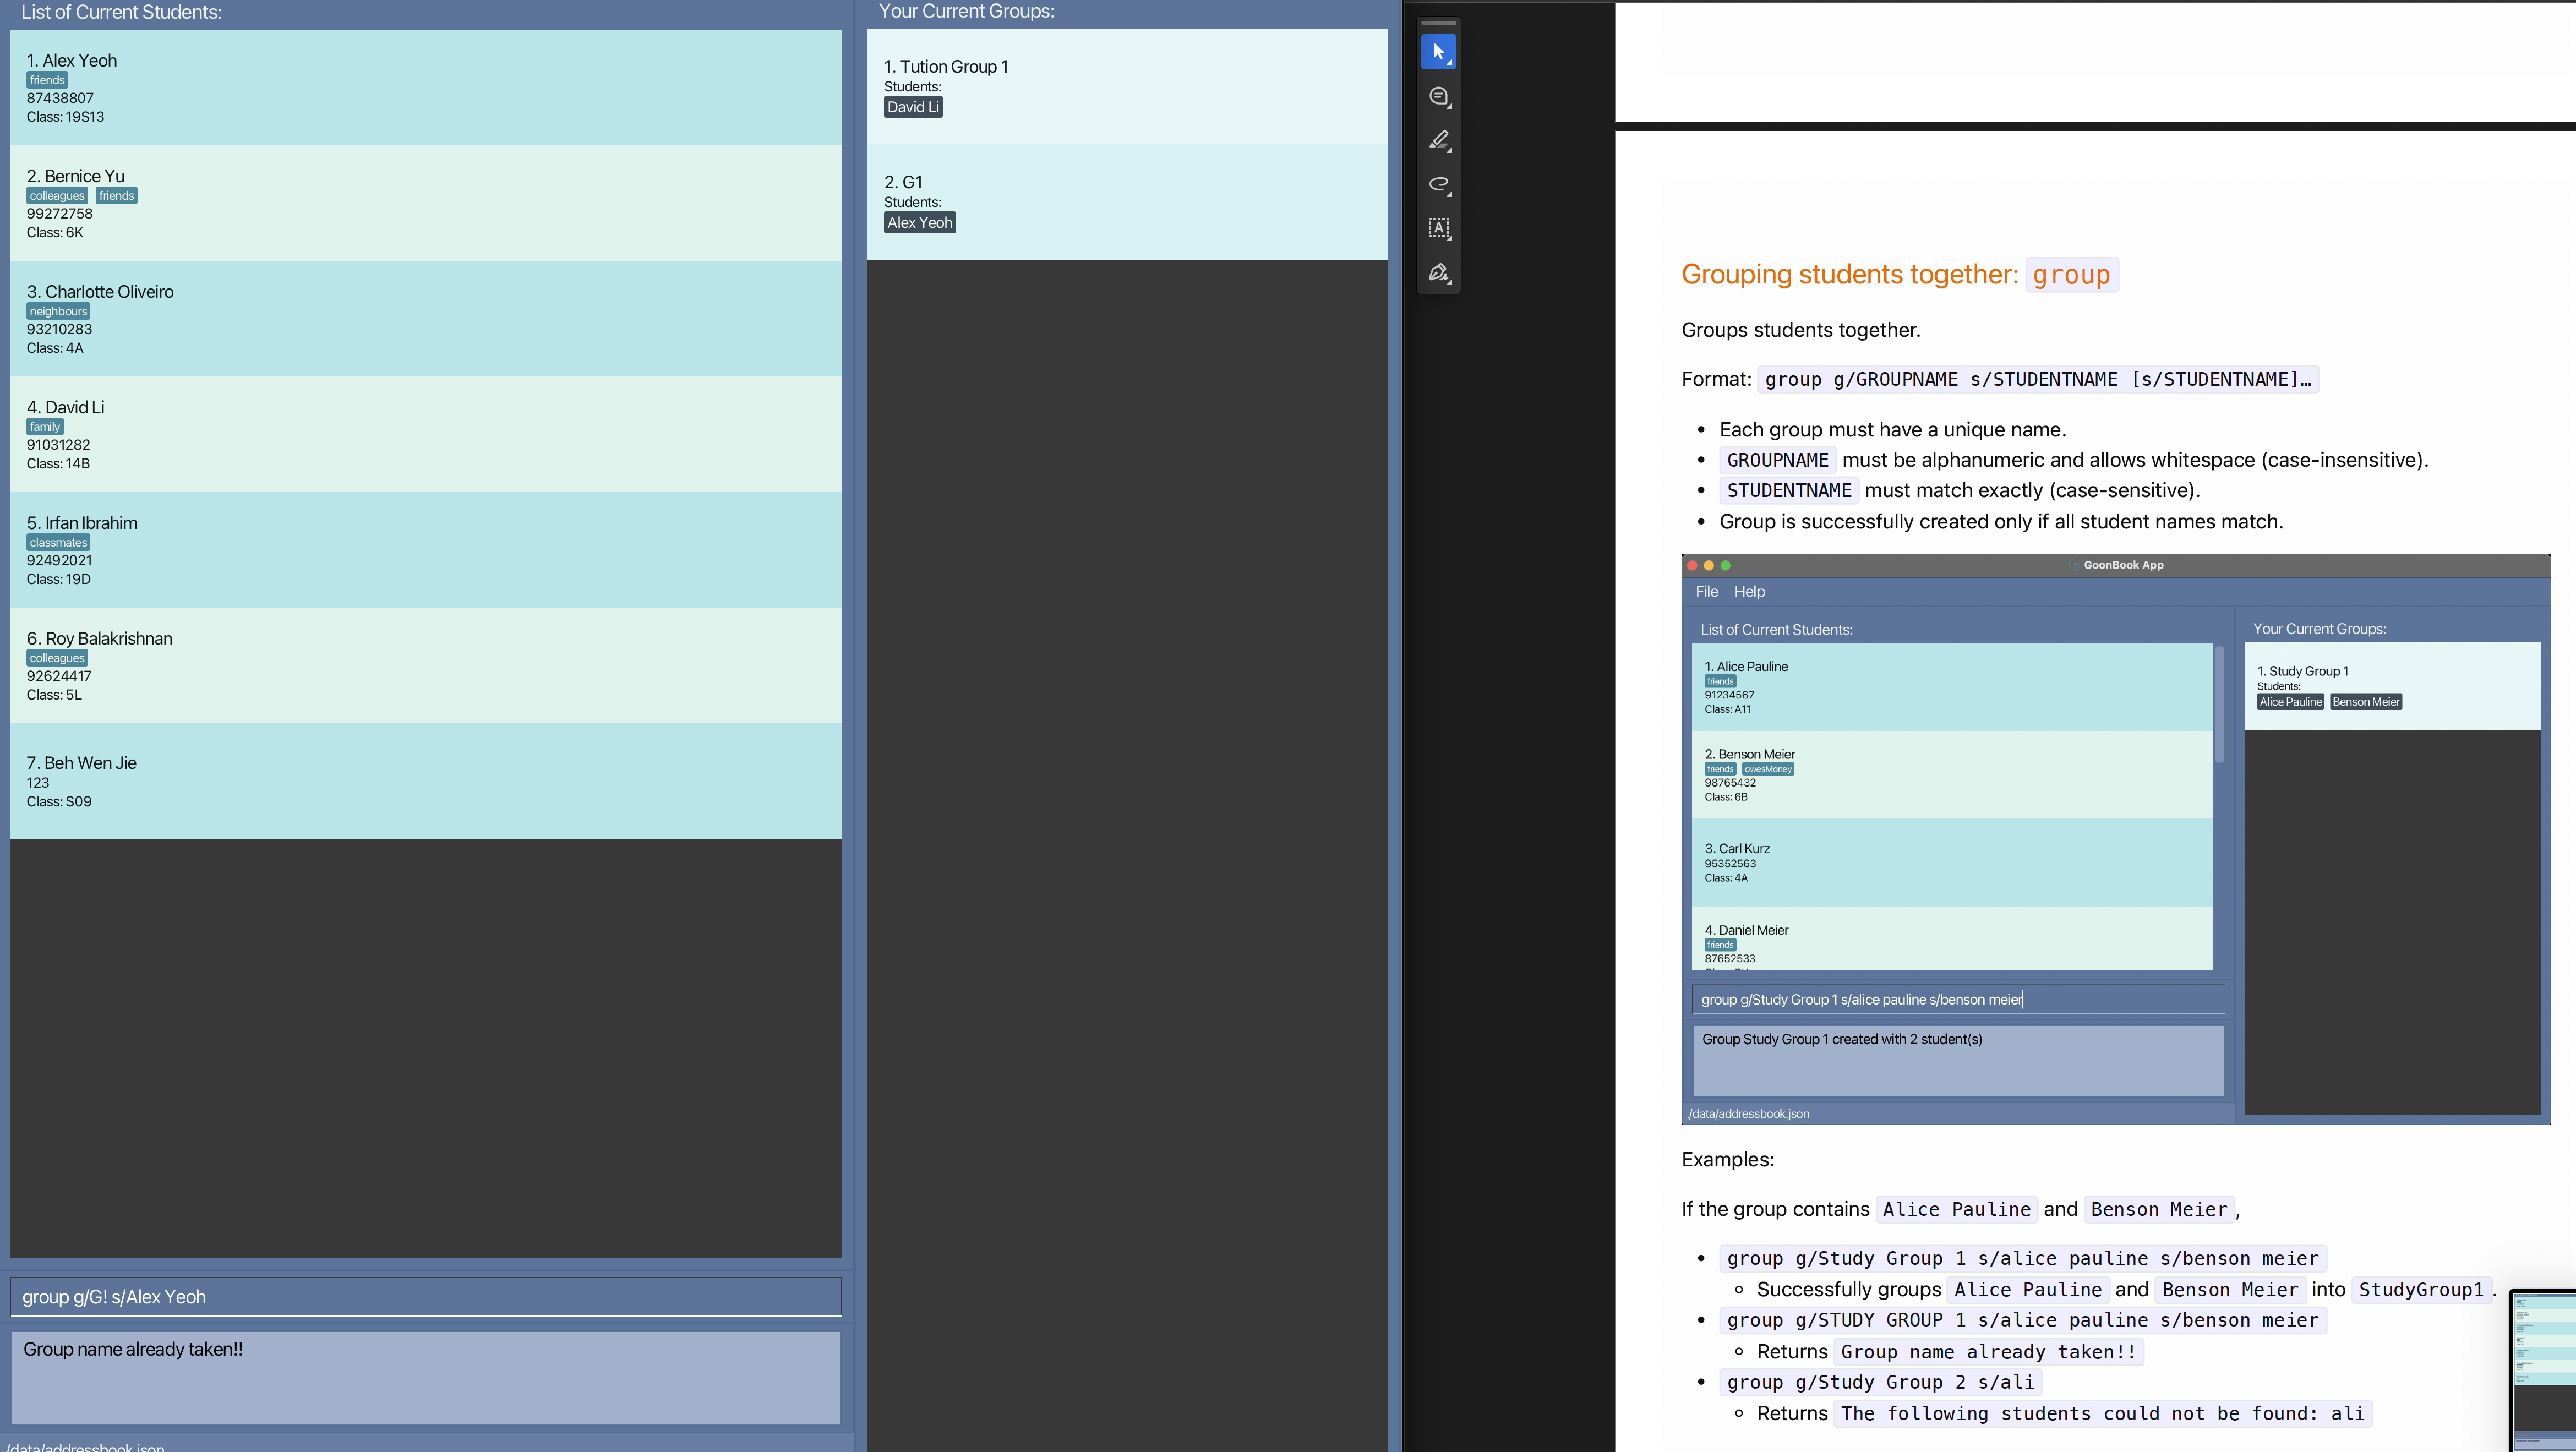 List of Current Students:
1. Alex Yeoh
friends
87438807
Class: 19S13
2. Bernice Yu
colleagues friends
99272758
Class: 6K
3. Charlotte Oliveiro
neighbours
93210283
Class: 4A
4. David Li
family
91031282
Class: 14B
5. Irfan Ibrahim
classmates
92492021
Class: 19D
6. Roy Balakrishnan
colleagues
92624417
Class: 5L
7. Beh Wen Jie
123
Class: S09
group g/G! s/Alex Yeoh
Group name already taken!!
/data/addressbook.json
Your Current Groups:
1. Tution Group 1
Students:
David Li
2. G1
Students:
Alex Yeoh
Grouping students together: group
Groups students together.
Format: group g/GROUPNAME s/STUDENTNAME [s/STUDENTNAME]…
• Each group must have a unique name.
• GROUPNAME must be alphanumeric and allows whitespace (case-insensitive).
• STUDENTNAME must match exactly (case-sensitive).
• Group is successfully created only if all student names match.
GoonBook App
File Help
List of Current Students:
1. Alice Pauline
friends
91234567
Class: A11
2. Benson Meier
friends owesMoney
98765432
Class: 6B
3. Carl Kurz
95352563
Class: 4A
4. Daniel Meier
friends
87652533
group g/Study Group 1 s/alice pauline s/benson meier
Group Study Group 1 created with 2 student(s)
./data/addressbook.json
Your Current Groups:
1. Study Group 1
Students:
Alice Pauline Benson Meier
Examples:
If the group contains Alice Pauline and Benson Meier,
• group g/Study Group 1 s/alice pauline s/benson meier
○ Successfully groups Alice Pauline and Benson Meier into StudyGroup1.
• group g/STUDY GROUP 1 s/alice pauline s/benson meier
○ Returns Group name already taken!!
• group g/Study Group 2 s/ali
○ Returns The following students could not be found: ali